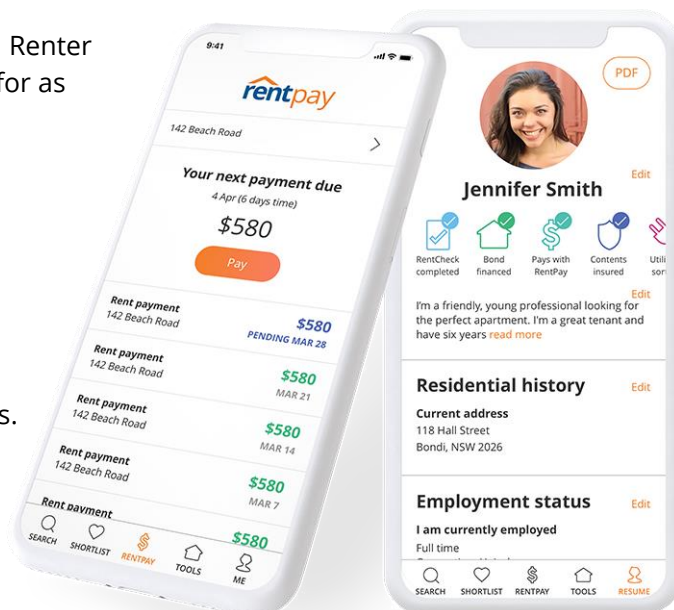 Renter
for as
s.
9:41
rentpay
142 Beach Road
Your next payment due
4 Apr (6 days time)
$580
Pay
Rent payment
142 Beach Road
$580
PENDING MAR 28
Rent payment
142 Beach Road
$580
MAR 21
Rent payment
142 Beach Road
$580
MAR 14
Rent payment
142 Beach Road
$580
MAR 7
Rent payment
$580
SEARCH SHORTLIST RENTPAY TOOLS ME
PDF
Edit
Jennifer Smith
RentCheck completed
Bond financed
Pays with RentPay
Contents insured
Utili
sor
Edit
I'm a friendly, young professional looking for
the perfect apartment. I'm a great tenant and
have six years read more
Residential history Edit
Current address
118 Hall Street
Bondi, NSW 2026
Employment status Edit
I am currently employed
Full time
SEARCH SHORTLIST RENTPAY TOOLS RESUME